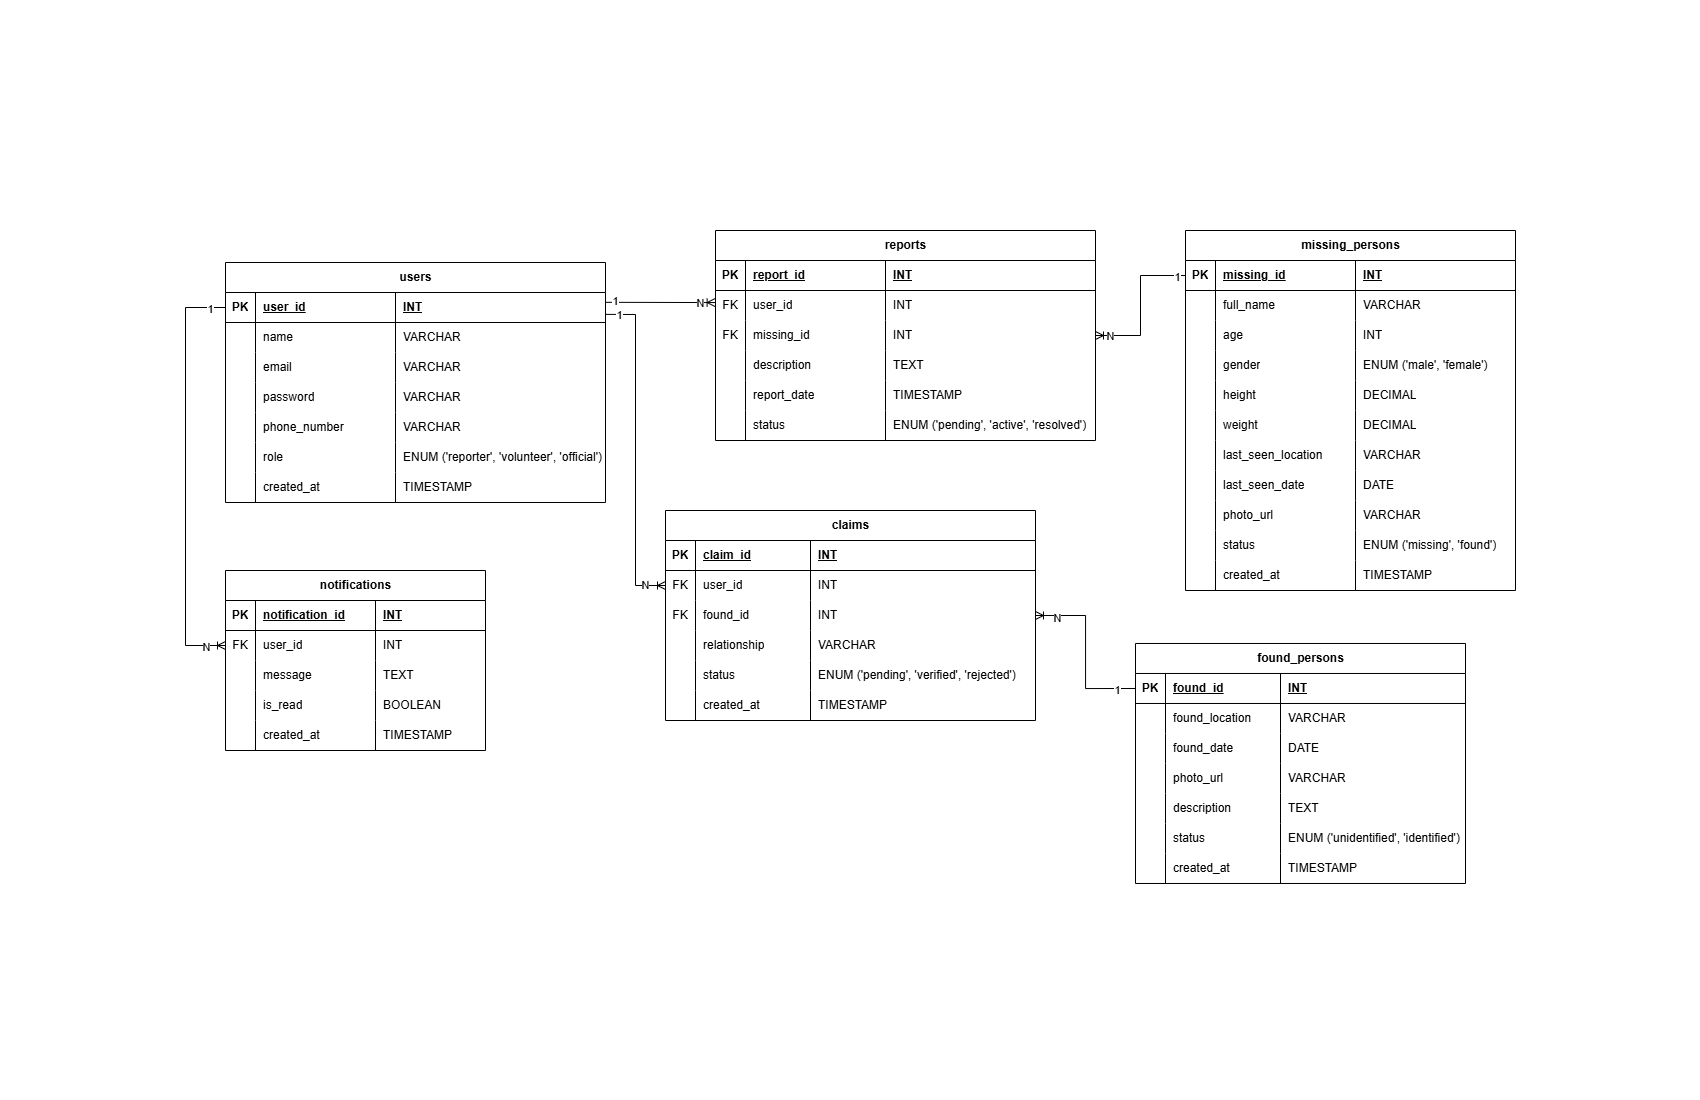 users
PK user_id INT
name VARCHAR
email VARCHAR
password VARCHAR
phone_number VARCHAR
role ENUM ('reporter', 'volunteer', 'official')
created_at TIMESTAMP
notifications
PK notification_id INT
FK user_id INT
message TEXT
is_read BOOLEAN
created_at TIMESTAMP
reports
PK report_id INT
FK user_id INT
FK missing_id INT
description TEXT
report_date TIMESTAMP
status ENUM ('pending', 'active', 'resolved')
claims
PK claim_id INT
FK user_id INT
FK found_id INT
relationship VARCHAR
status ENUM ('pending', 'verified', 'rejected')
created_at TIMESTAMP
missing_persons
PK missing_id INT
full_name VARCHAR
age INT
gender ENUM ('male', 'female')
height DECIMAL
weight DECIMAL
last_seen_location VARCHAR
last_seen_date DATE
photo_url VARCHAR
status ENUM ('missing', 'found')
created_at TIMESTAMP
found_persons
PK found_id INT
found_location VARCHAR
found_date DATE
photo_url VARCHAR
description TEXT
status ENUM ('unidentified', 'identified')
created_at TIMESTAMP
1
N
1
N
1
N
1
N
1
N